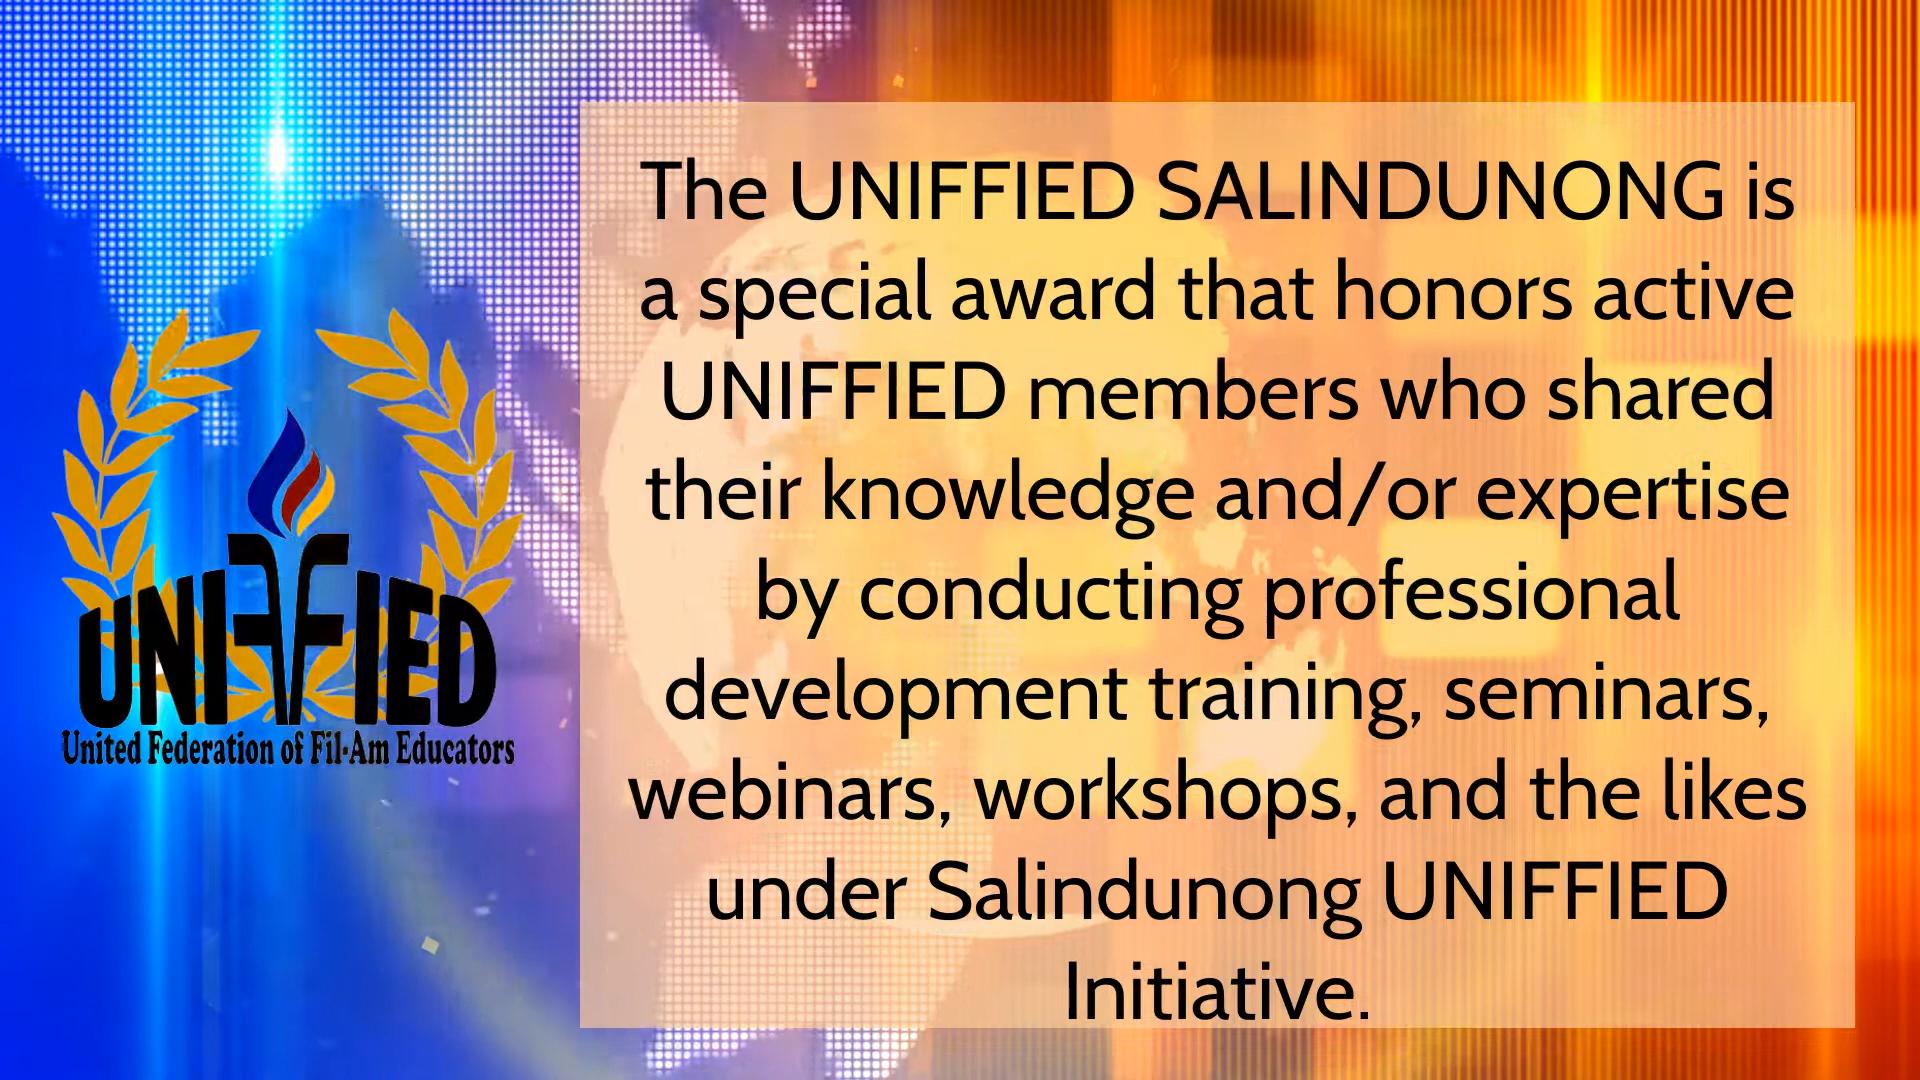 UNIFFIED
United Federation of Fil-Am Educators
The UNIFFIED SALINDUNONG is
a special award that honors active
UNIFFIED members who shared
their knowledge and/or expertise
by conducting professional
development training, seminars,
webinars, workshops, and the likes
under Salindunong UNIFFIED
Initiative.